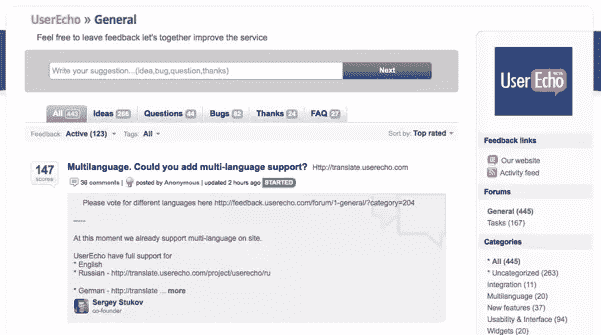 UserEcho » General
Feel free to leave feedback let's together improve the service
Write your suggestion...(idea,bug,question,thanks) Next
All (443) Ideas 285 Questions 44 Bugs 82 Thanks 24 FAQ 27
Feedback: Active (123) Tags: All Sort by: Top rated
147
scores
Multilanguage. Could you add multi-language support? http://translate.userecho.com
36 comments | posted by Anonymous | updated 2 hours ago STARTED
Please vote for different languages here http://feedback.userecho.com/forum/1-general/?category=204
-----
At this moment we already support multi-language on site.
UserEcho have full support for
* English
* Russian - http://translate.userecho.com/project/userecho/ru
* German - http://translate ... more
Sergey Stukov
co-founder
UserEcho
Feedback links
Our website
Activity feed
Forums
General (445)
Tasks (167)
Categories
* All (445)
* Uncategorized (263)
Integration (11)
Multilanguage (20)
New features (37)
Usability & Interface (94)
Widgets (20)